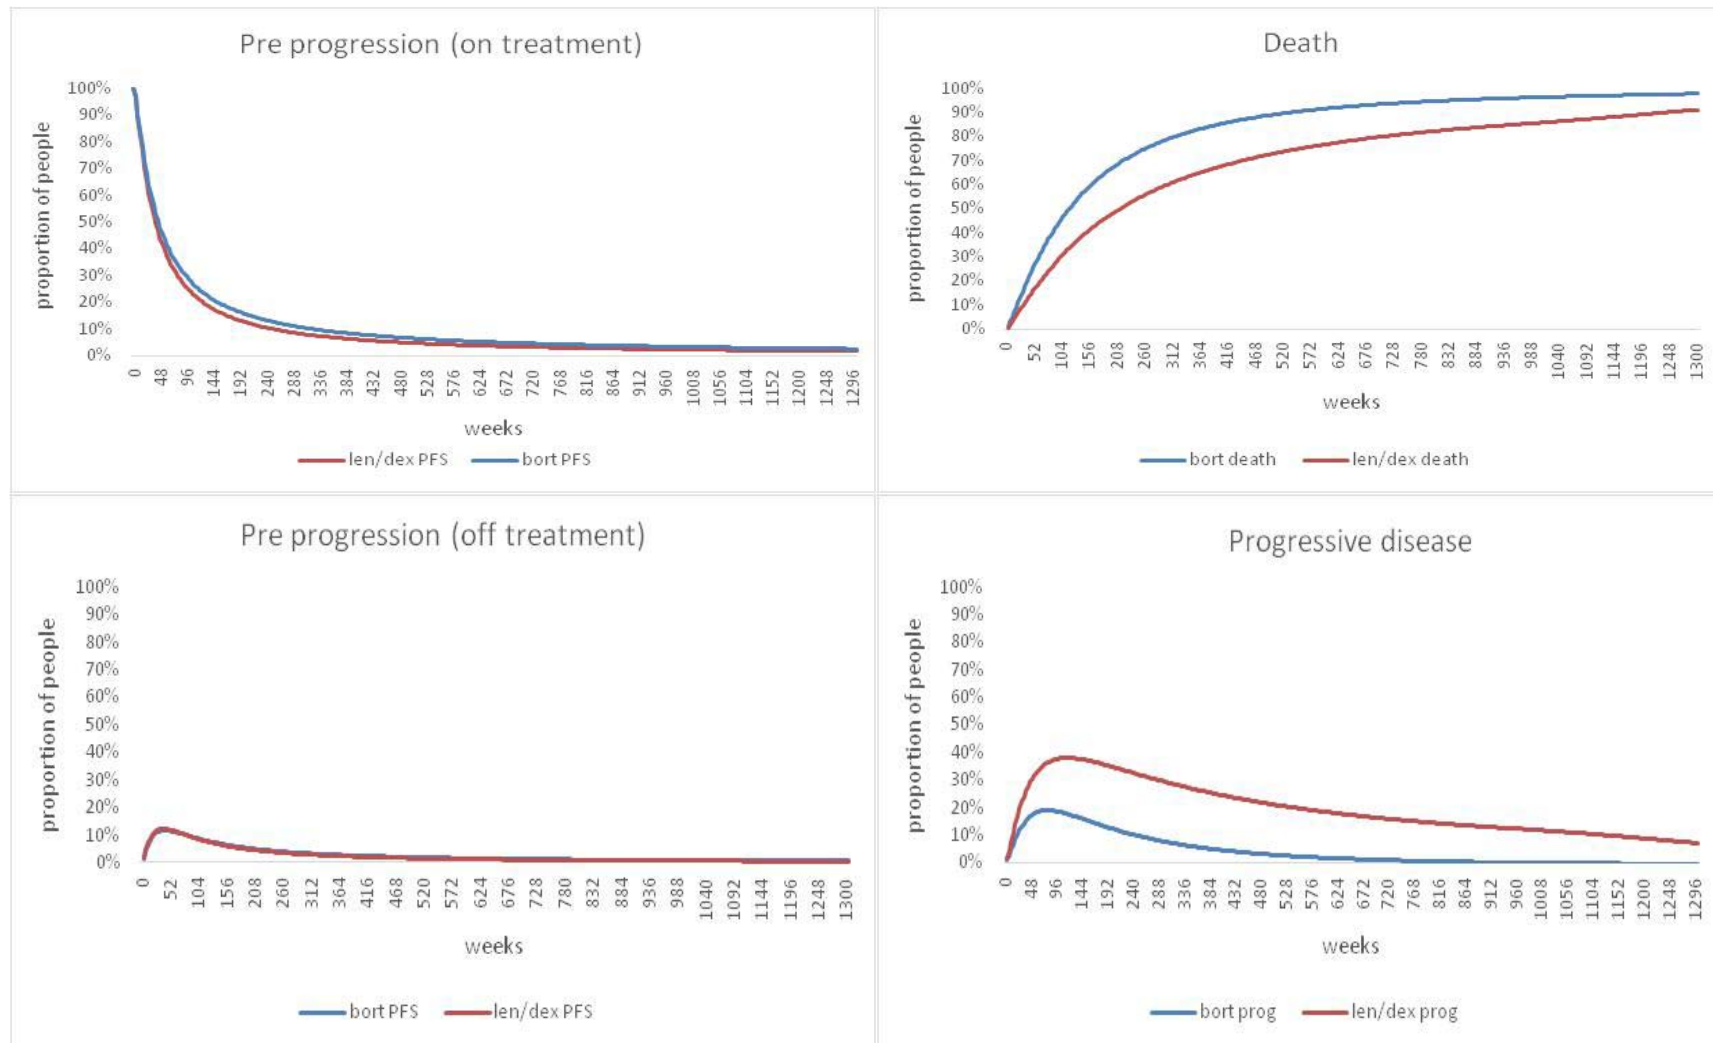 Pre progression (on treatment)
100%
90%
80%
70%
60%
50%
40%
30%
20%
10%
0%
proportion of people
0 48 96 144 192 240 288 336 384 432 480 528 576 624 672 720 768 816 864 912 960 1008 1056 1104 1152 1200 1248 1296
weeks
len/dex PFS bort PFS
Death
100%
90%
80%
70%
60%
50%
40%
30%
20%
10%
0%
proportion of people
0 52 104 156 208 260 312 364 416 468 520 572 624 676 728 780 832 884 936 988 1040 1092 1144 1196 1248 1300
weeks
bort death len/dex death
Pre progression (off treatment)
100%
90%
80%
70%
60%
50%
40%
30%
20%
10%
0%
proportion of people
0 52 104 156 208 260 312 364 416 468 520 572 624 676 728 780 832 884 936 988 1040 1092 1144 1196 1248 1300
weeks
bort PFS len/dex PFS
Progressive disease
100%
90%
80%
70%
60%
50%
40%
30%
20%
10%
0%
proportion of people
0 48 96 144 192 240 288 336 384 432 480 528 576 624 672 720 768 816 864 912 960 1008 1056 1104 1152 1200 1248 1296
weeks
bort prog len/dex prog